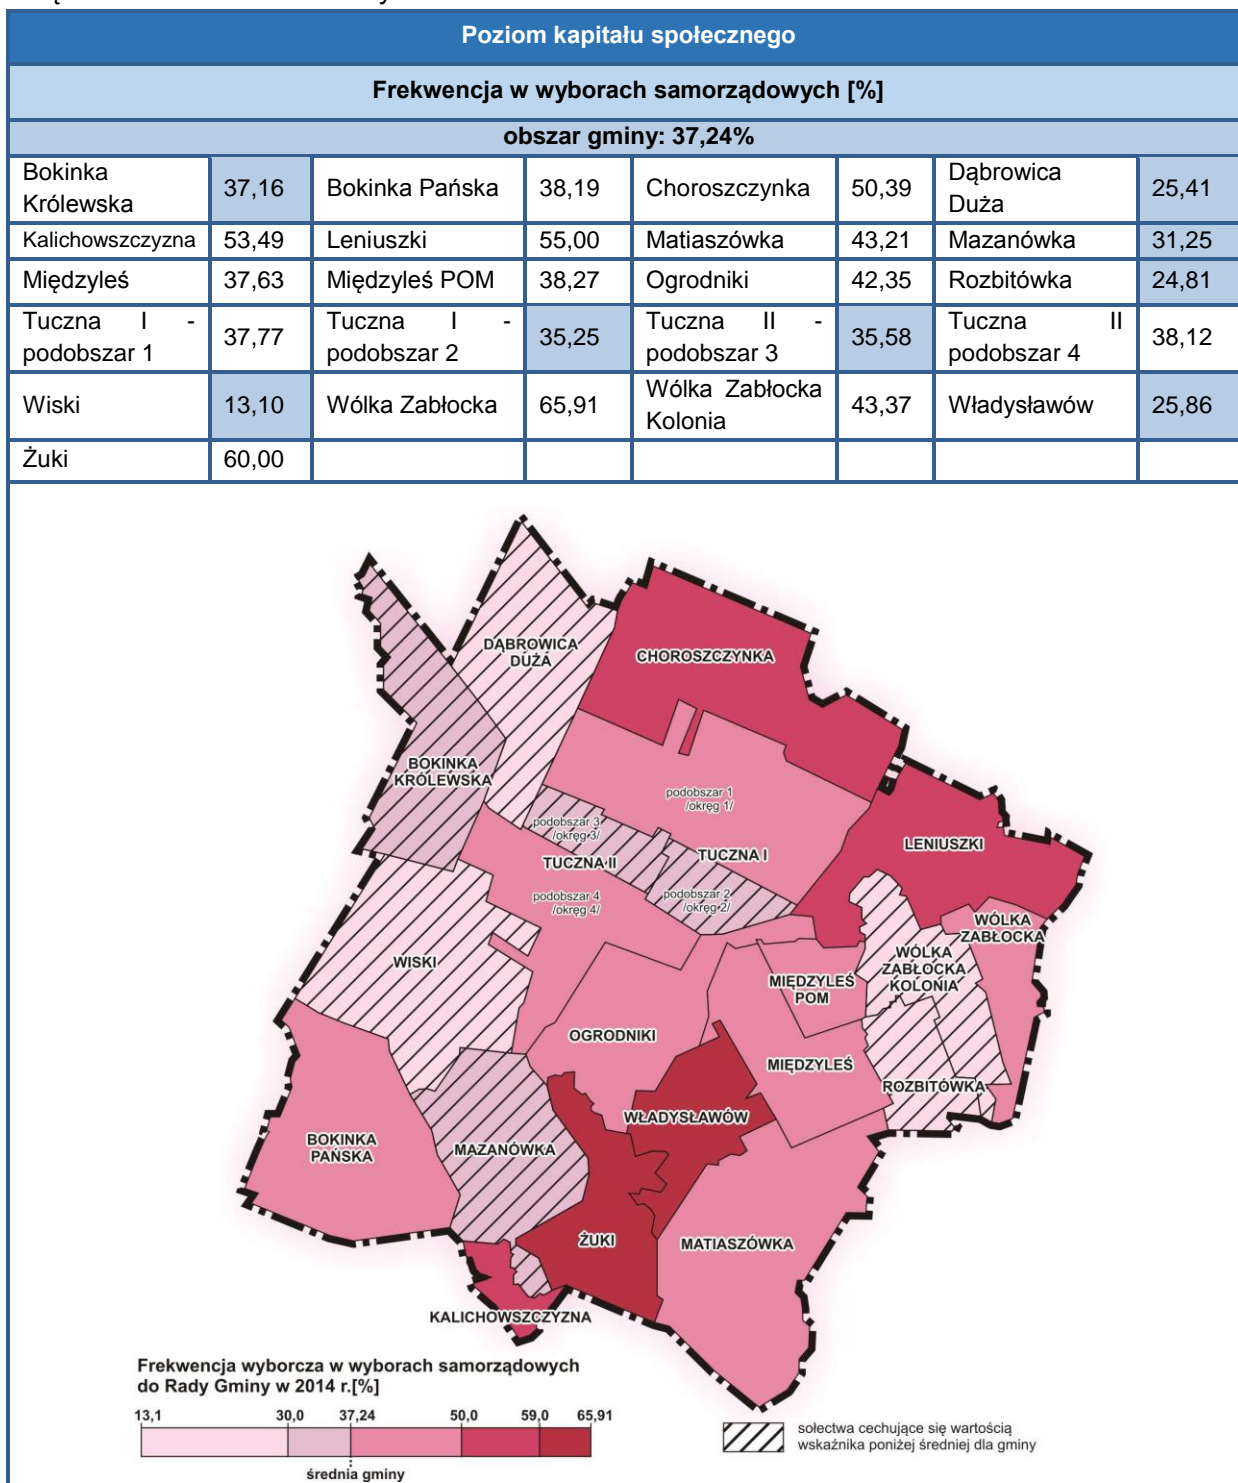 Poziom kapitału społecznego
Frekwencja w wyborach samorządowych [%]
obszar gminy: 37,24%
Bokinka Królewska 37,16 Bokinka Pańska 38,19 Choroszczynka 50,39 Dąbrowica Duża 25,41
Kalichowszczyzna 53,49 Leniuszki 55,00 Matiaszówka 43,21 Mazanówka 31,25
Międzyleś 37,63 Międzyleś POM 38,27 Ogrodniki 42,35 Rozbitówka 24,81
Tuczna I - podobszar 1 37,77 Tuczna I - podobszar 2 35,25 Tuczna II - podobszar 3 35,58 Tuczna II podobszar 4 38,12
Wiski 13,10 Wólka Zabłocka 65,91 Wólka Zabłocka Kolonia 43,37 Władysławów 25,86
Żuki 60,00
DĄBROWICA
DUŻA
CHOROSZCZYNKA
BOKINKA
KRÓLEWSKA
podobszar 1
/okręg 1/
podobszar 3
/okręg 3/
TUCZNA II
TUCZNA I
LENIUSZKI
podobszar 4
/okręg 4/
podobszar 2
/okręg 2/
WÓLKA
ZABŁOCKA
WISKI
WÓLKA
ZABŁOCKA
KOLONIA
MIĘDZYLEŚ
POM
OGRODNIKI
MIĘDZYLEŚ
ROZBITÓWKA
WŁADYSŁAWÓW
BOKINKA
PAŃSKA
MAZANÓWKA
ŻUKI
MATIASZÓWKA
KALICHOWSZCZYZNA
Frekwencja wyborcza w wyborach samorządowych
do Rady Gminy w 2014 r.[%]
13,1 30,0 37,24 50,0 59,0 65,91
średnia gminy
sołectwa cechujące się wartością
wskaźnika poniżej średniej dla gminy